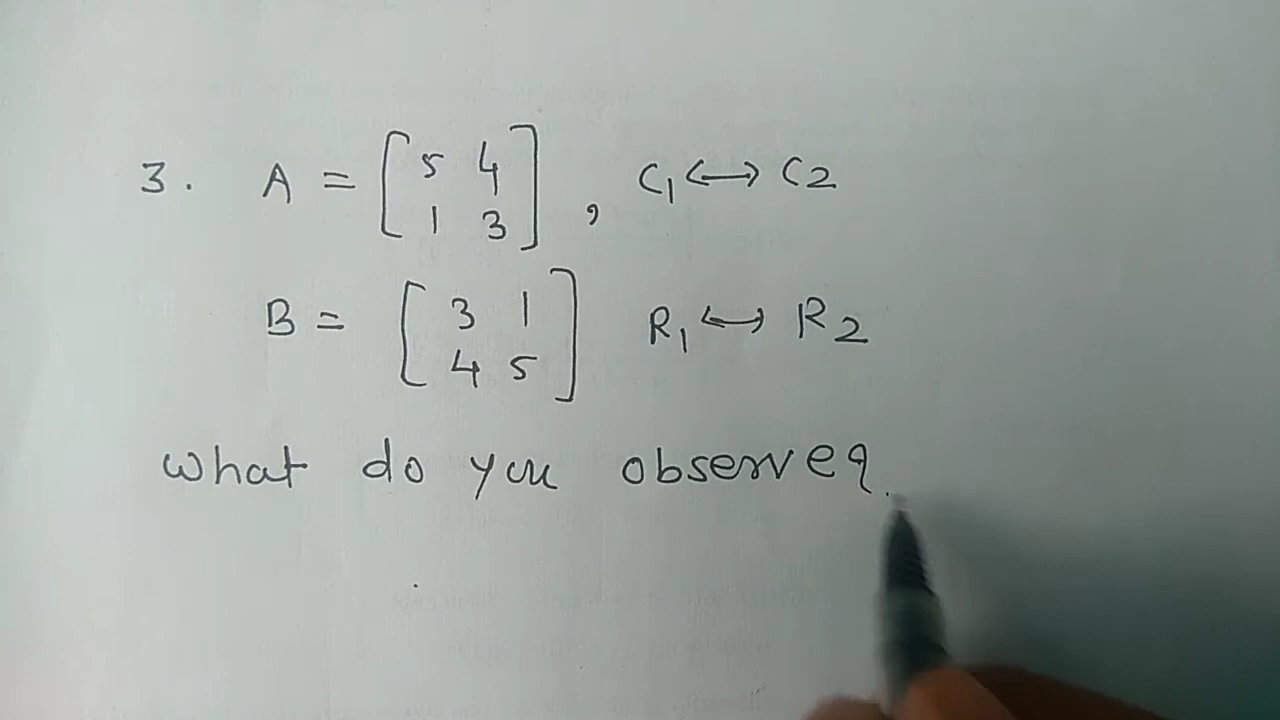 3. A = [5 4
1 3], C1 ↔ C2
B = [3 1
4 5] R1 ↔ R2
what do you observe?